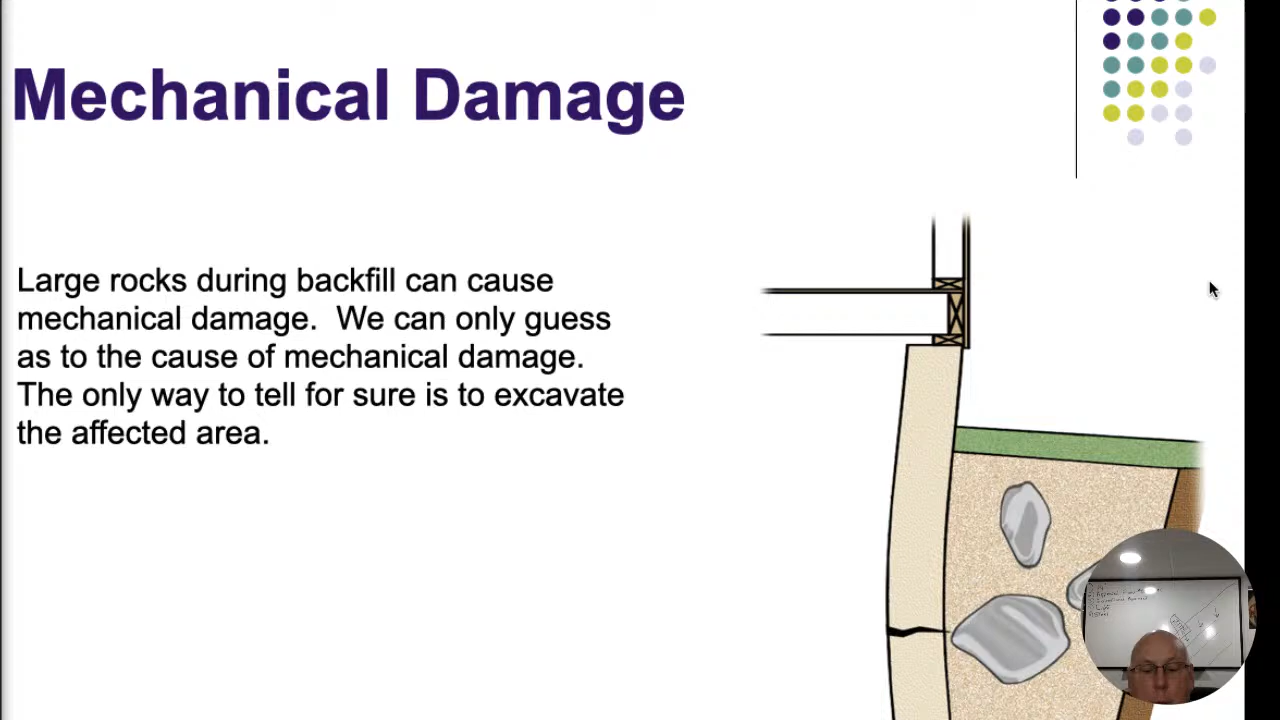 Mechanical Damage
Large rocks during backfill can cause
mechanical damage.  We can only guess
as to the cause of mechanical damage.
The only way to tell for sure is to excavate
the affected area.